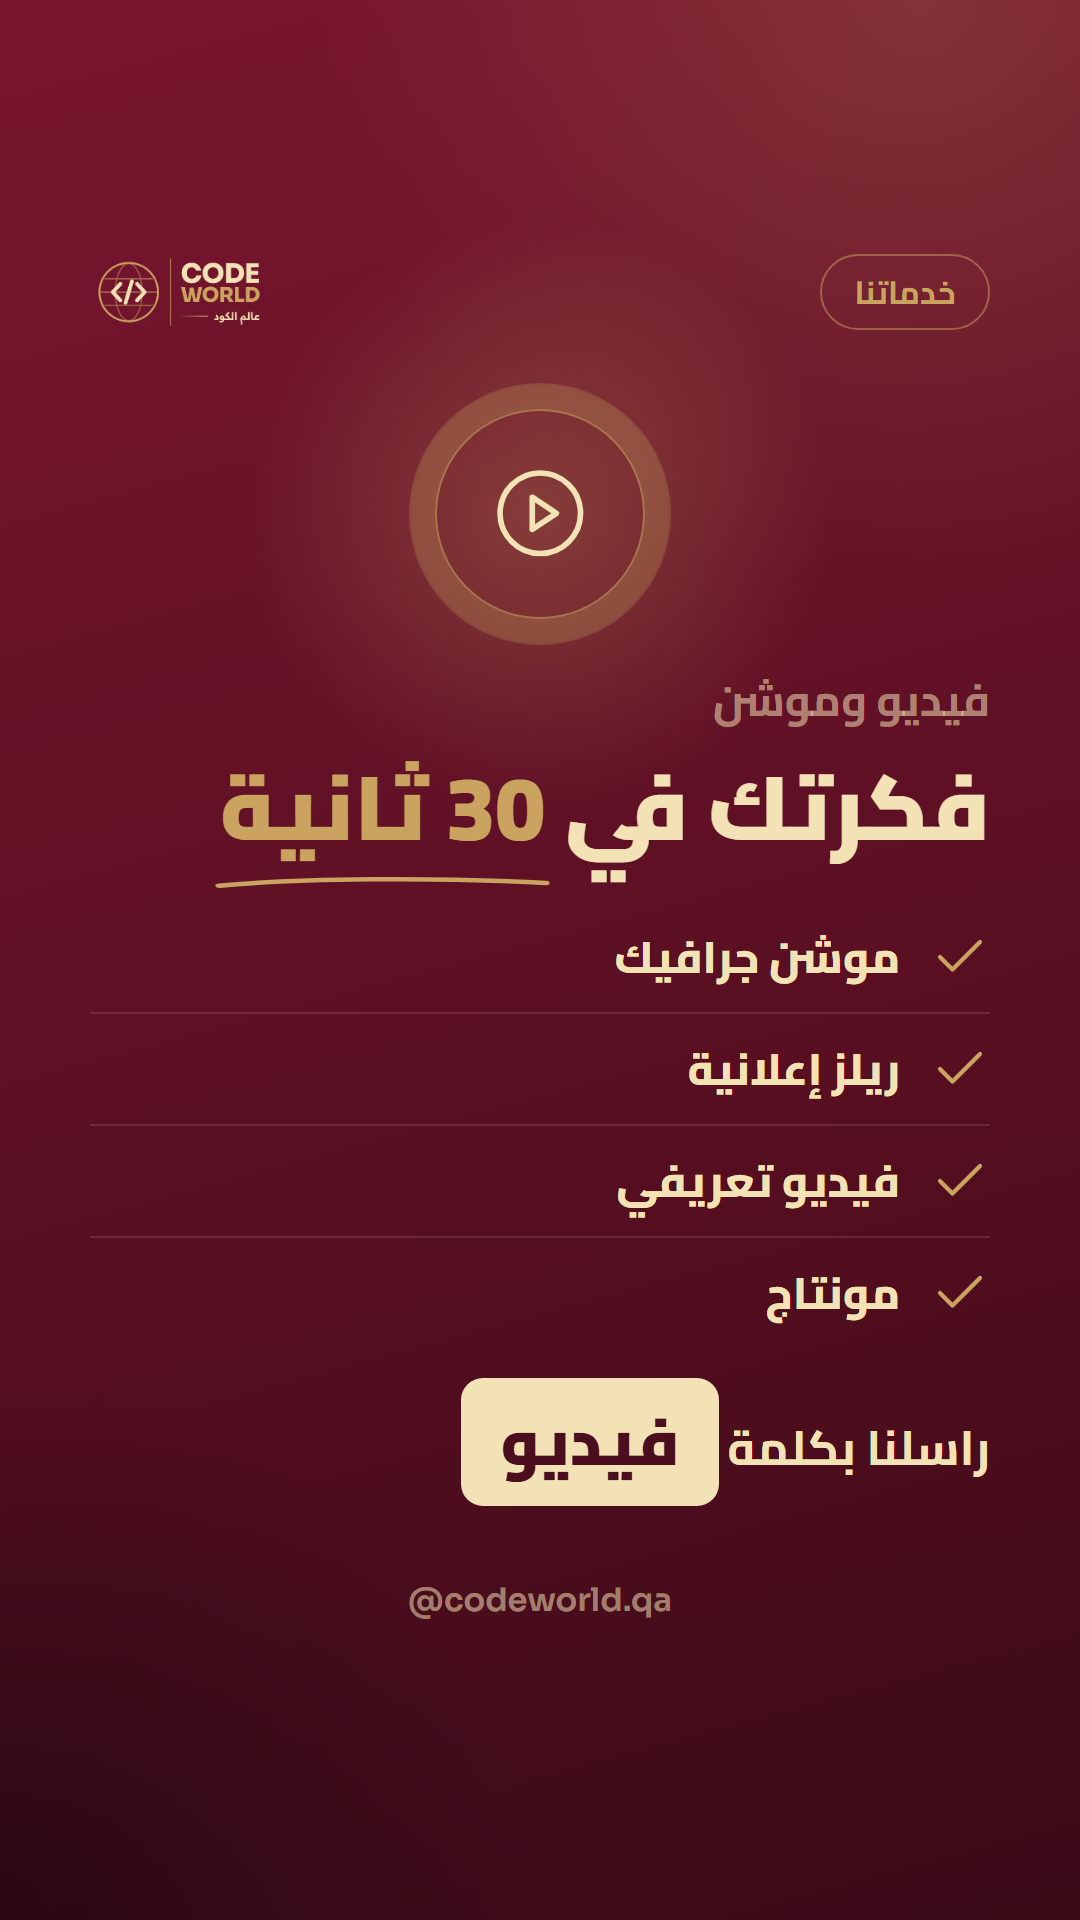 CODE
WORLD
عالم الكود
خدماتنا
فيديو وموشن
فكرتك في 30 ثانية
موشن جرافيك
ريلز إعلانية
فيديو تعريفي
مونتاج
راسلنا بكلمة فيديو
@codeworld.qa